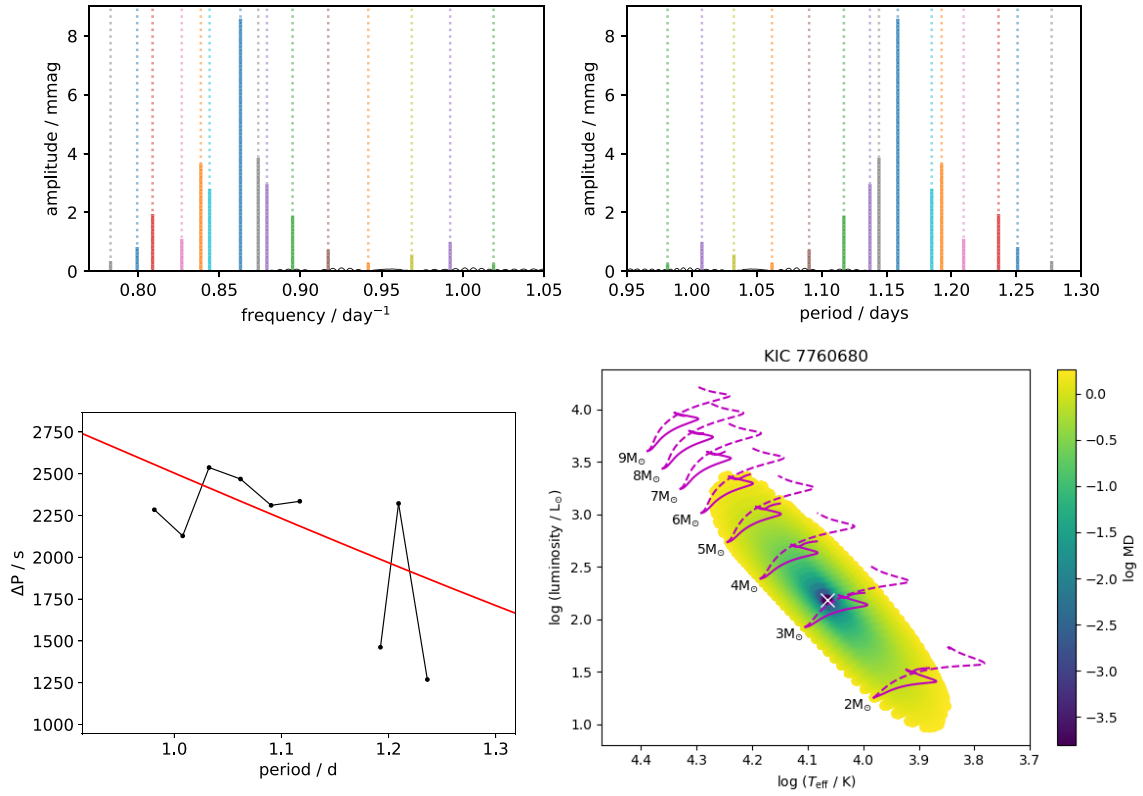 amplitude / mmag
8
6
4
2
0
0.80 0.85 0.90 0.95 1.00 1.05
frequency / day⁻¹
amplitude / mmag
8
6
4
2
0
0.95 1.00 1.05 1.10 1.15 1.20 1.25 1.30
period / days
ΔP / s
2750
2500
2250
2000
1750
1500
1250
1000
1.0 1.1 1.2 1.3
period / d
KIC 7760680
log (luminosity / L⊙)
4.0
3.5
3.0
2.5
2.0
1.5
1.0
9M⊙
8M⊙
7M⊙
6M⊙
5M⊙
4M⊙
3M⊙
2M⊙
4.4 4.3 4.2 4.1 4.0 3.9 3.8 3.7
log (Teff / K)
0.0
−0.5
−1.0
−1.5
−2.0
−2.5
−3.0
−3.5
log MD